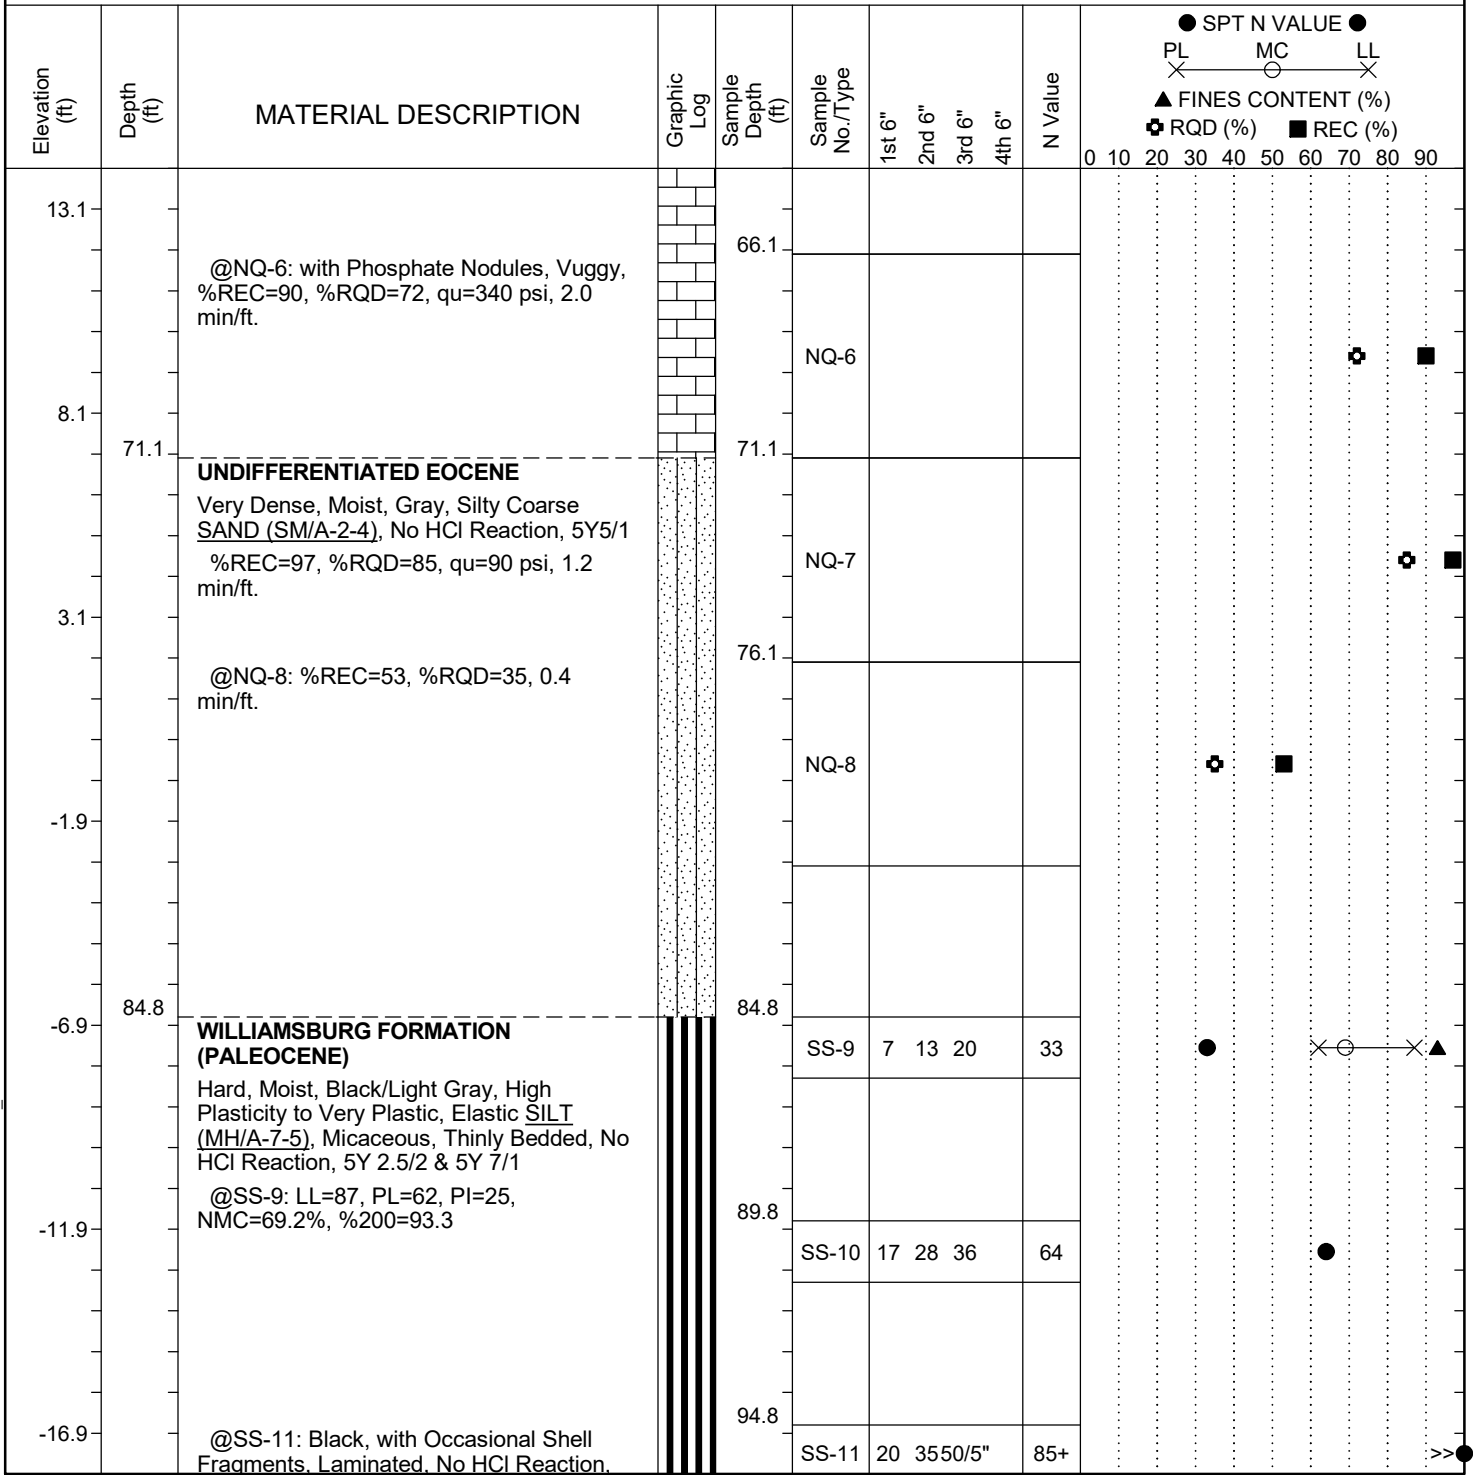 Elevation (ft)
Depth (ft)
MATERIAL DESCRIPTION
Graphic Log
Sample Depth (ft)
Sample No./Type
1st 6"
2nd 6"
3rd 6"
4th 6"
N Value
SPT N VALUE
PL MC LL
FINES CONTENT (%)
RQD (%) REC (%)
0 10 20 30 40 50 60 70 80 90
13.1
66.1
@NQ-6: with Phosphate Nodules, Vuggy,
%REC=90, %RQD=72, qu=340 psi, 2.0
min/ft.
NQ-6
8.1
71.1
71.1
UNDIFFERENTIATED EOCENE
Very Dense, Moist, Gray, Silty Coarse
SAND (SM/A-2-4), No HCl Reaction, 5Y5/1
%REC=97, %RQD=85, qu=90 psi, 1.2
min/ft.
NQ-7
3.1
76.1
@NQ-8: %REC=53, %RQD=35, 0.4
min/ft.
NQ-8
-1.9
84.8
84.8
-6.9
WILLIAMSBURG FORMATION
(PALEOCENE)
SS-9 7 13 20 33
Hard, Moist, Black/Light Gray, High
Plasticity to Very Plastic, Elastic SILT
(MH/A-7-5), Micaceous, Thinly Bedded, No
HCl Reaction, 5Y 2.5/2 & 5Y 7/1
@SS-9: LL=87, PL=62, PI=25,
NMC=69.2%, %200=93.3
89.8
-11.9
SS-10 17 28 36 64
94.8
-16.9
@SS-11: Black, with Occasional Shell
Fragments, Laminated, No HCl Reaction,
SS-11 20 35 50/5" 85+
>>